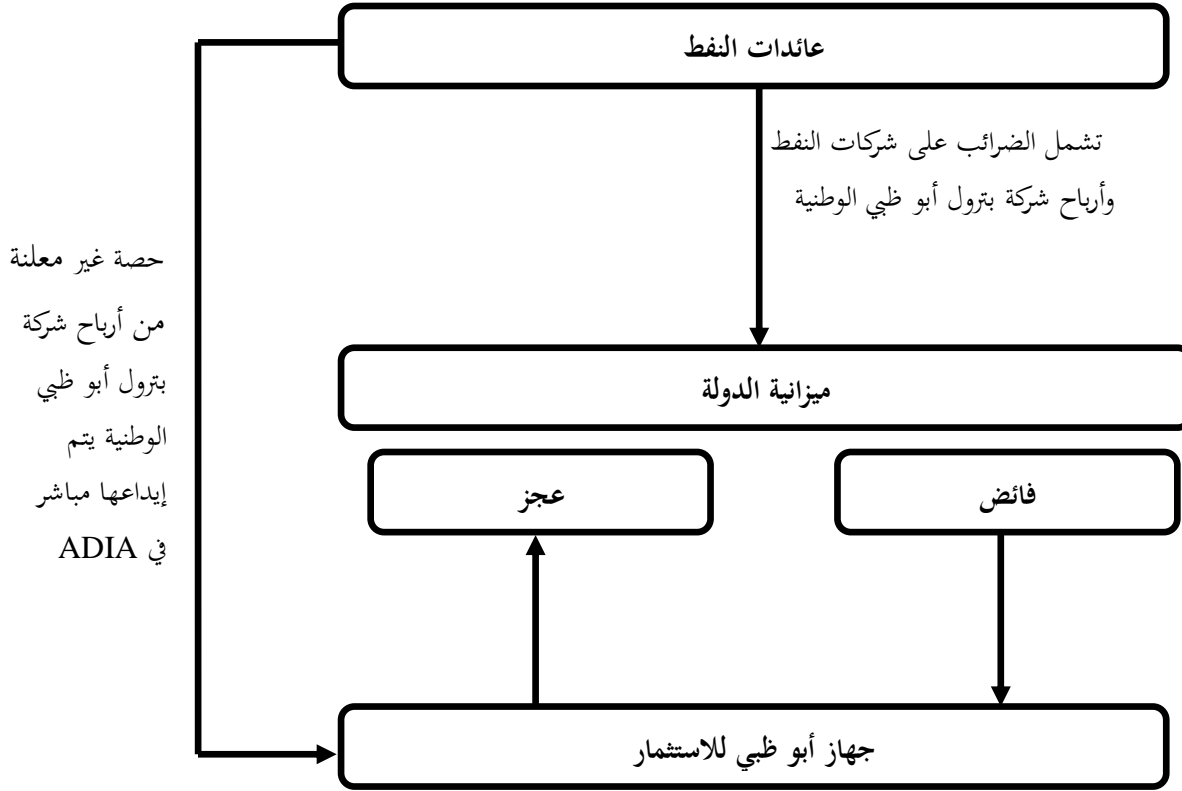 عائدات النفط
تشمل الضرائب على شركات النفط
وأرباح شركة بترول أبو ظبي الوطنية
حصة غير معلنة
من أرباح شركة
بترول أبو ظبي
الوطنية يتم
إيداعها مباشر
في ADIA
ميزانية الدولة
فائض
عجز
جهاز أبو ظبي للاستثمار